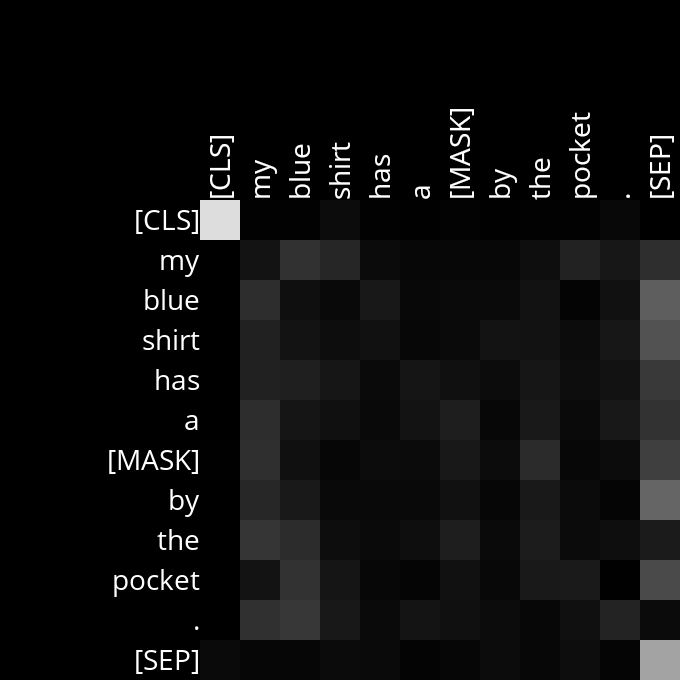 [CLS] my blue shirt has a [MASK] by the pocket . [SEP]
[CLS]
my
blue
shirt
has
a
[MASK]
by
the
pocket
.
[SEP]